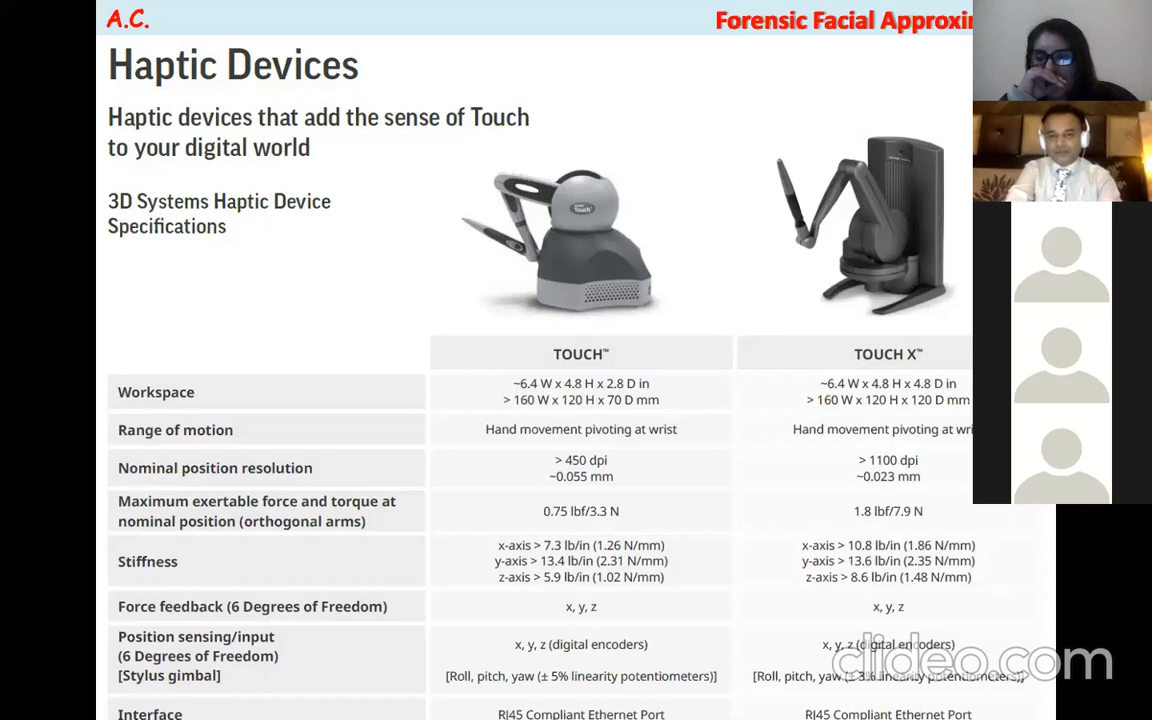 A.C.
Forensic Facial
Haptic Devices
Haptic devices that add the sense of Touch
to your digital world
3D Systems Haptic Device
Specifications
Touch
TOUCH™
TOUCH X™
Workspace
~6.4 W x 4.8 H x 2.8 D in
> 160 W x 120 H x 70 D mm
~6.4 W x 4.8 H x 4.8 D in
> 160 W x 120 H x 120 D mm
Range of motion
Hand movement pivoting at wrist
Hand movement pivoting at
Nominal position resolution
> 450 dpi
~0.055 mm
> 1100 dpi
~0.023 mm
Maximum exertable force and torque at
nominal position (orthogonal arms)
0.75 lbf/3.3 N
1.8 lbf/7.9 N
Stiffness
x-axis > 7.3 lb/in (1.26 N/mm)
y-axis > 13.4 lb/in (2.31 N/mm)
z-axis > 5.9 lb/in (1.02 N/mm)
x-axis > 10.8 lb/in (1.86 N/mm)
y-axis > 13.6 lb/in (2.35 N/mm)
z-axis > 8.6 lb/in (1.48 N/mm)
Force feedback (6 Degrees of Freedom)
x, y, z
x, y, z
Position sensing/input
(6 Degrees of Freedom)
[Stylus gimbal]
x, y, z (digital encoders)
[Roll, pitch, yaw (± 5% linearity potentiometers)]
x, y, z (digital encoders)
[Roll, pitch, yaw (± 3% linearity potentiometers)]
Interface
RJ45 Compliant Ethernet Port
RJ45 Compliant Ethernet Port
clideo.com